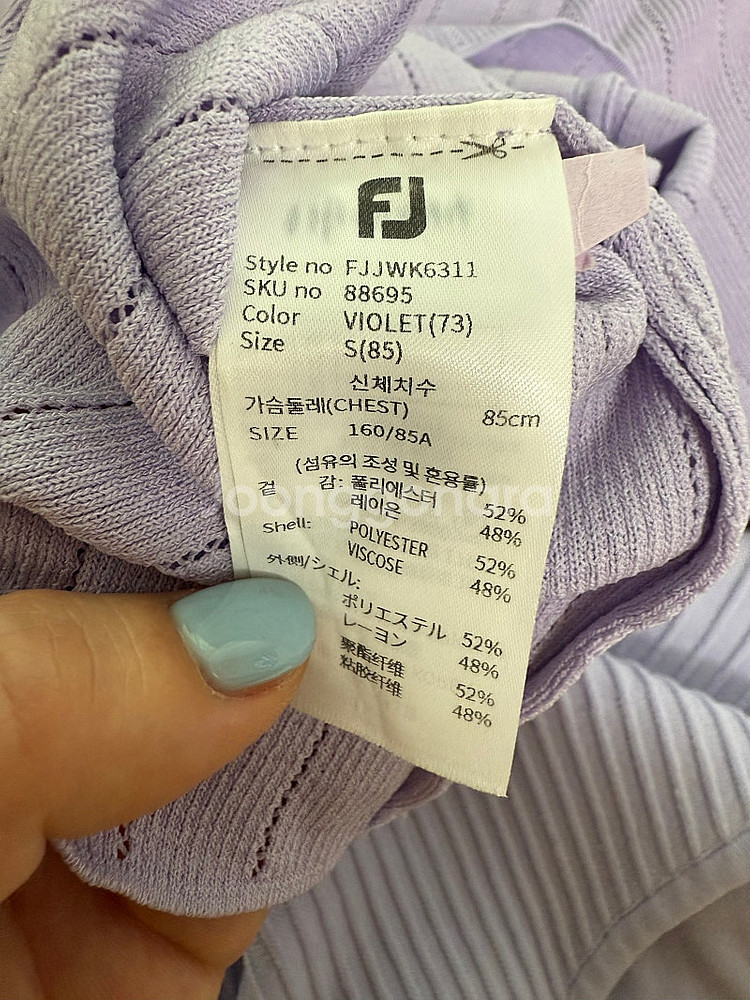 FJ
Style no FJJWK6311
SKU no 88695
Color VIOLET(73)
Size S(85)
신체치수
가슴둘레(CHEST) 85cm
SIZE 160/85A
(섬유의 조성 및 혼용률)
겉 감: 폴리에스터 52%
레이온 48%
Shell: POLYESTER 52%
VISCOSE 48%
外側/シェル:
ポリエステル 52%
レーヨン 48%
聚酯纤维 52%
粘胶纤维 48%
joonggonara